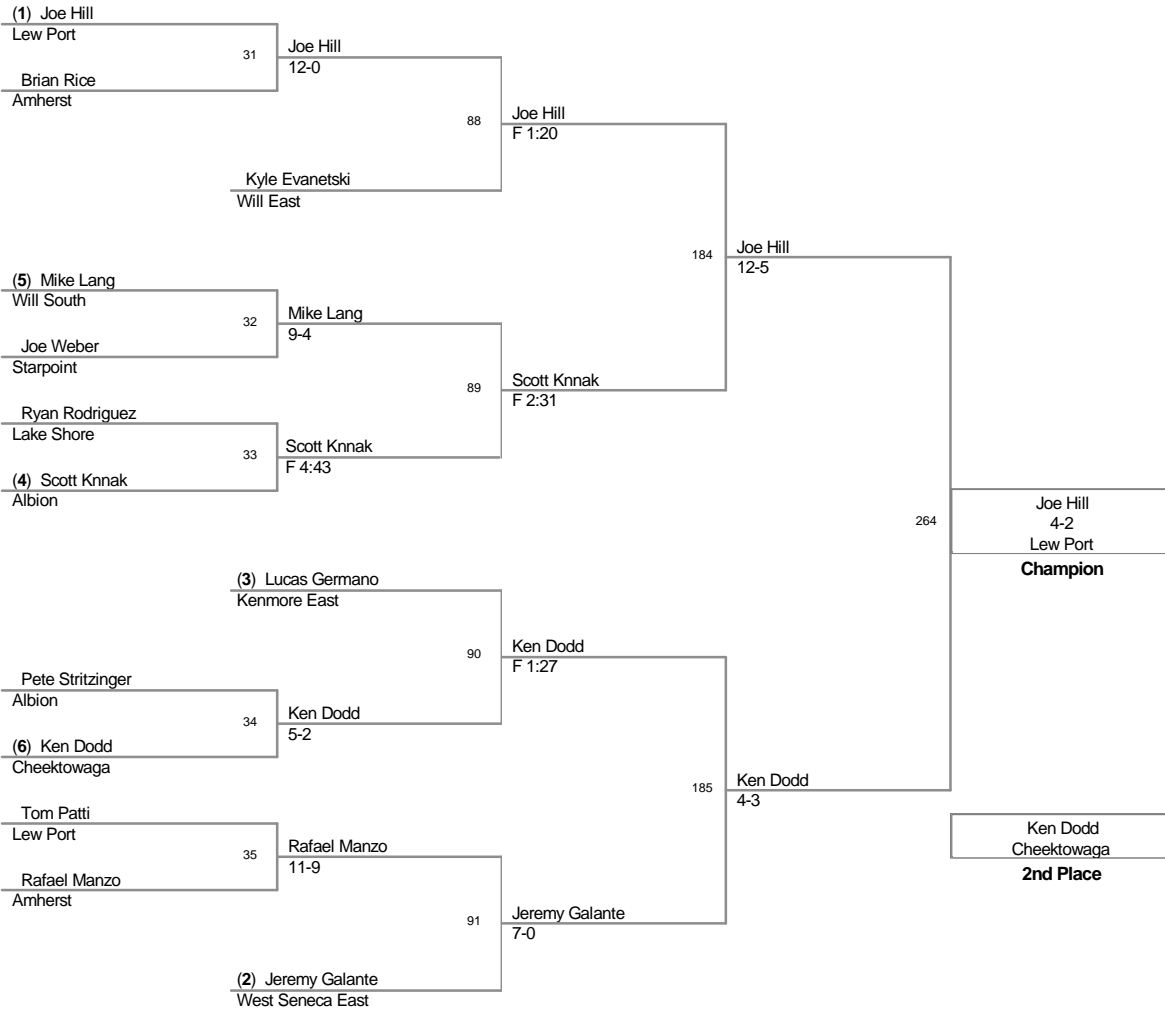 (1) Joe Hill
Lew Port
31
Joe Hill
12-0
Brian Rice
Amherst
88
Joe Hill
F 1:20
Kyle Evanetski
Will East
184
Joe Hill
12-5
(5) Mike Lang
Will South
32
Mike Lang
9-4
Joe Weber
Starpoint
89
Scott Knnak
F 2:31
Ryan Rodriguez
Lake Shore
33
Scott Knnak
F 4:43
(4) Scott Knnak
Albion
264
Joe Hill
4-2
Lew Port
Champion
(3) Lucas Germano
Kenmore East
90
Ken Dodd
F 1:27
Pete Stritzinger
Albion
34
Ken Dodd
5-2
(6) Ken Dodd
Cheektowaga
185
Ken Dodd
4-3
Tom Patti
Lew Port
35
Rafael Manzo
11-9
Rafael Manzo
Amherst
Ken Dodd
Cheektowaga
2nd Place
91
Jeremy Galante
7-0
(2) Jeremy Galante
West Seneca East